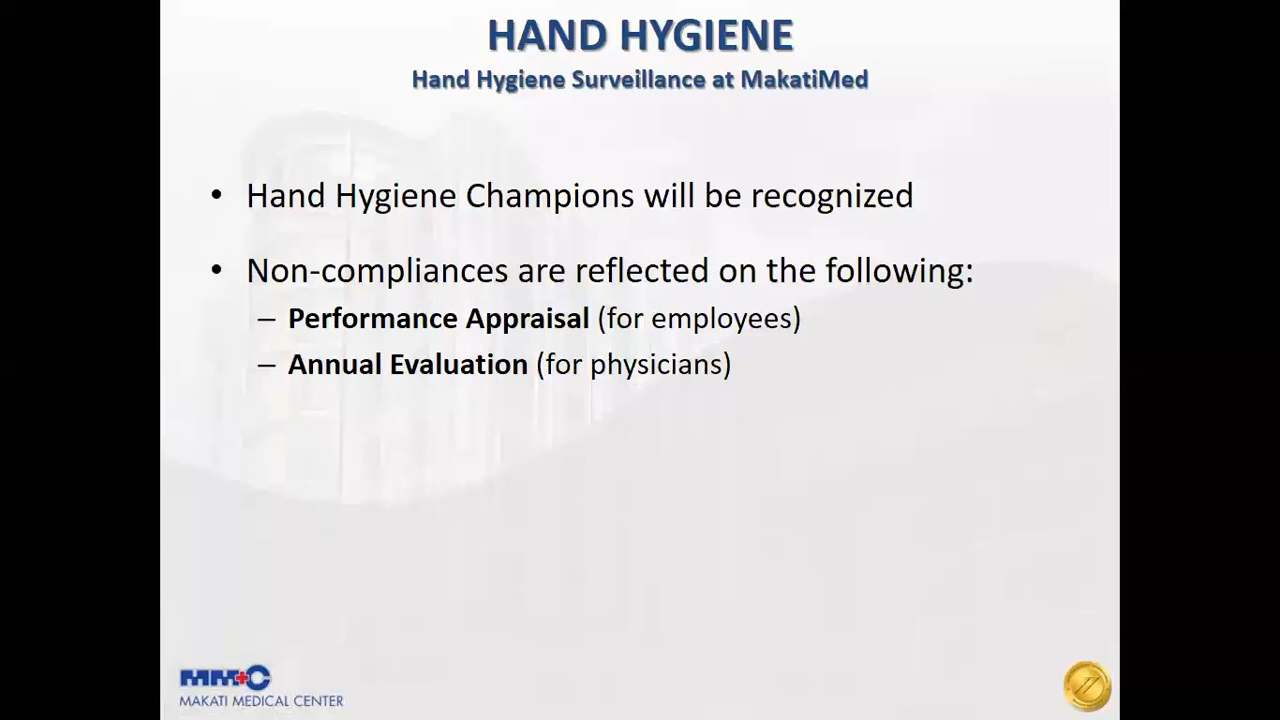 HAND HYGIENE
Hand Hygiene Surveillance at MakatiMed
• Hand Hygiene Champions will be recognized
• Non-compliances are reflected on the following:
– Performance Appraisal (for employees)
– Annual Evaluation (for physicians)
MMC
MAKATI MEDICAL CENTER